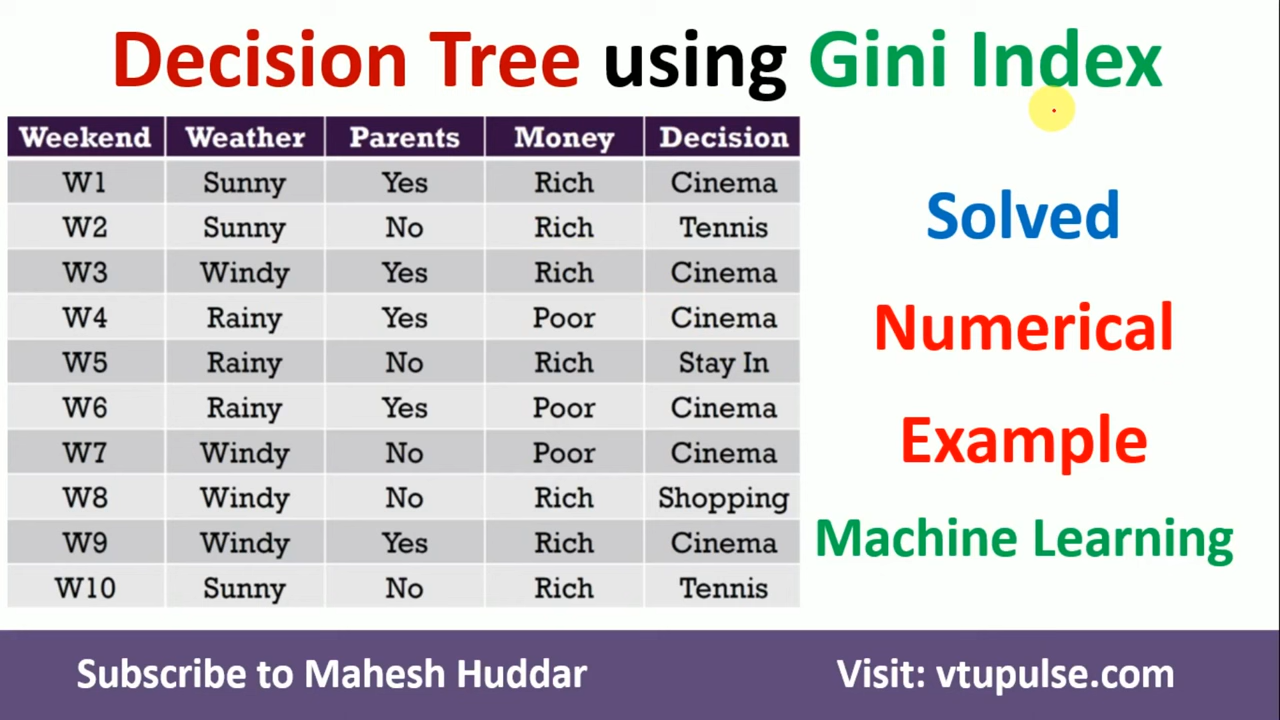 Decision Tree using Gini Index
Weekend Weather Parents Money Decision
W1 Sunny Yes Rich Cinema
W2 Sunny No Rich Tennis
W3 Windy Yes Rich Cinema
W4 Rainy Yes Poor Cinema
W5 Rainy No Rich Stay In
W6 Rainy Yes Poor Cinema
W7 Windy No Poor Cinema
W8 Windy No Rich Shopping
W9 Windy Yes Rich Cinema
W10 Sunny No Rich Tennis
Solved
Numerical
Example
Machine Learning
Subscribe to Mahesh Huddar
Visit: vtupulse.com